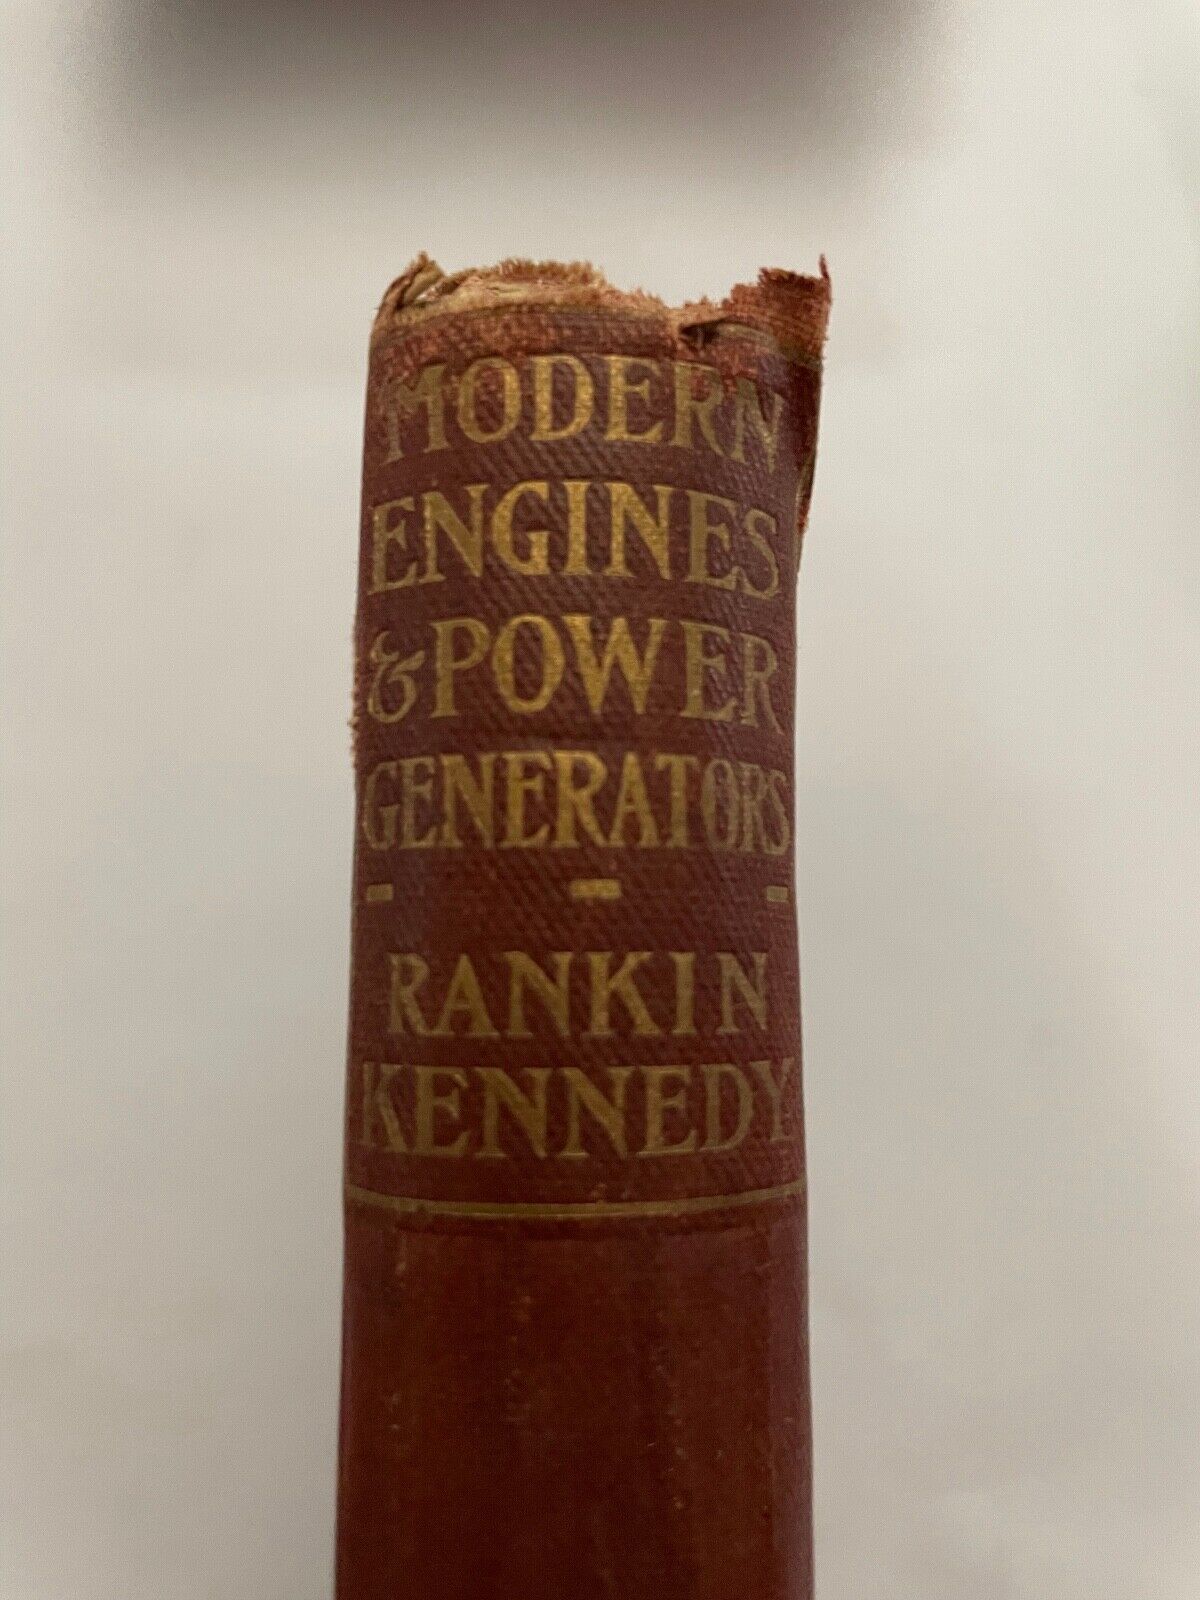 MODERN
ENGINES
& POWER
GENERATORS
RANKIN
KENNEDY